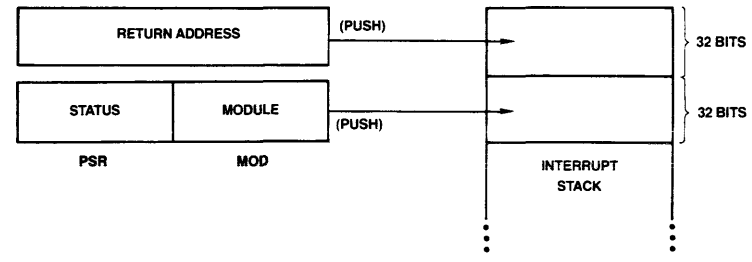 RETURN ADDRESS
(PUSH)
32 BITS
STATUS
MODULE
(PUSH)
32 BITS
PSR
MOD
INTERRUPT
STACK